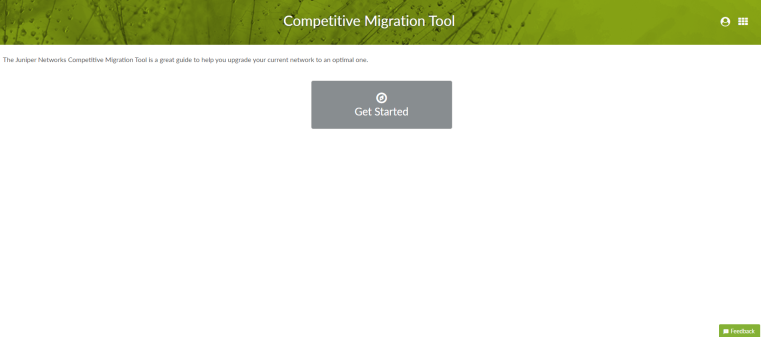 Competitive Migration Tool
The Juniper Networks Competitive Migration Tool is a great guide to help you upgrade your current network to an optimal one.
Get Started
Feedback